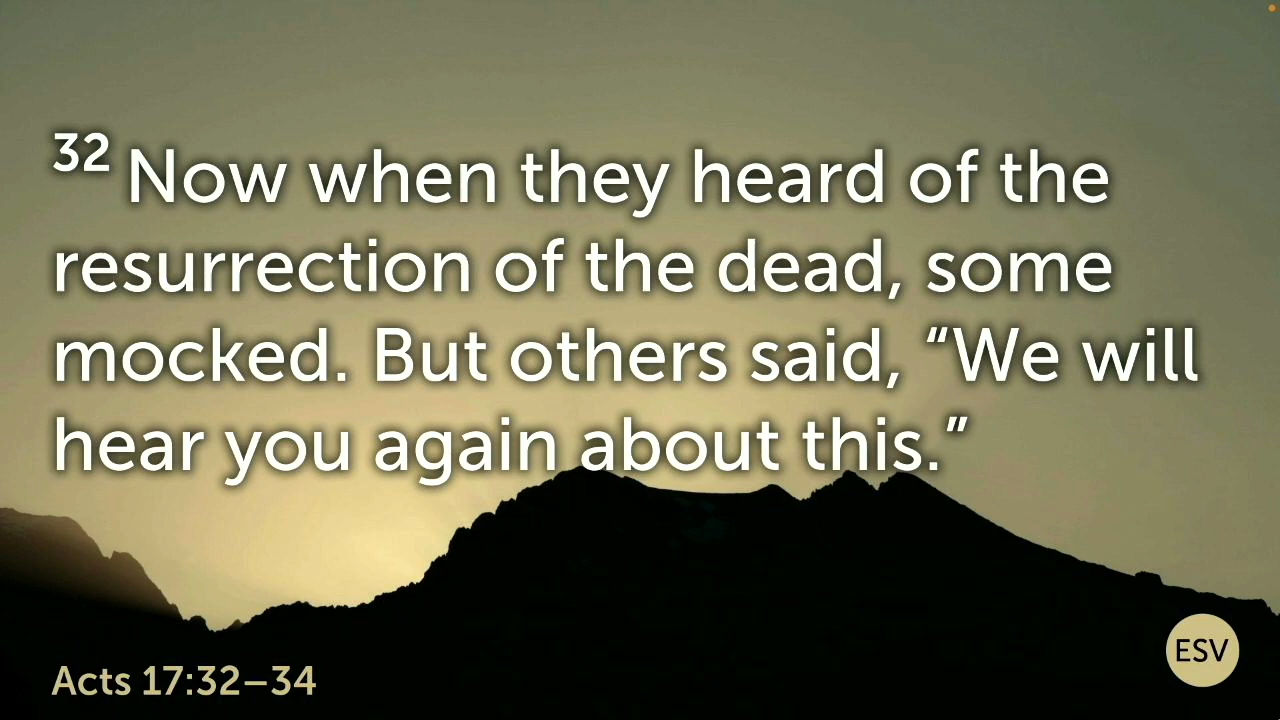 32 Now when they heard of the
resurrection of the dead, some
mocked. But others said, “We will
hear you again about this.”
Acts 17:32–34
ESV